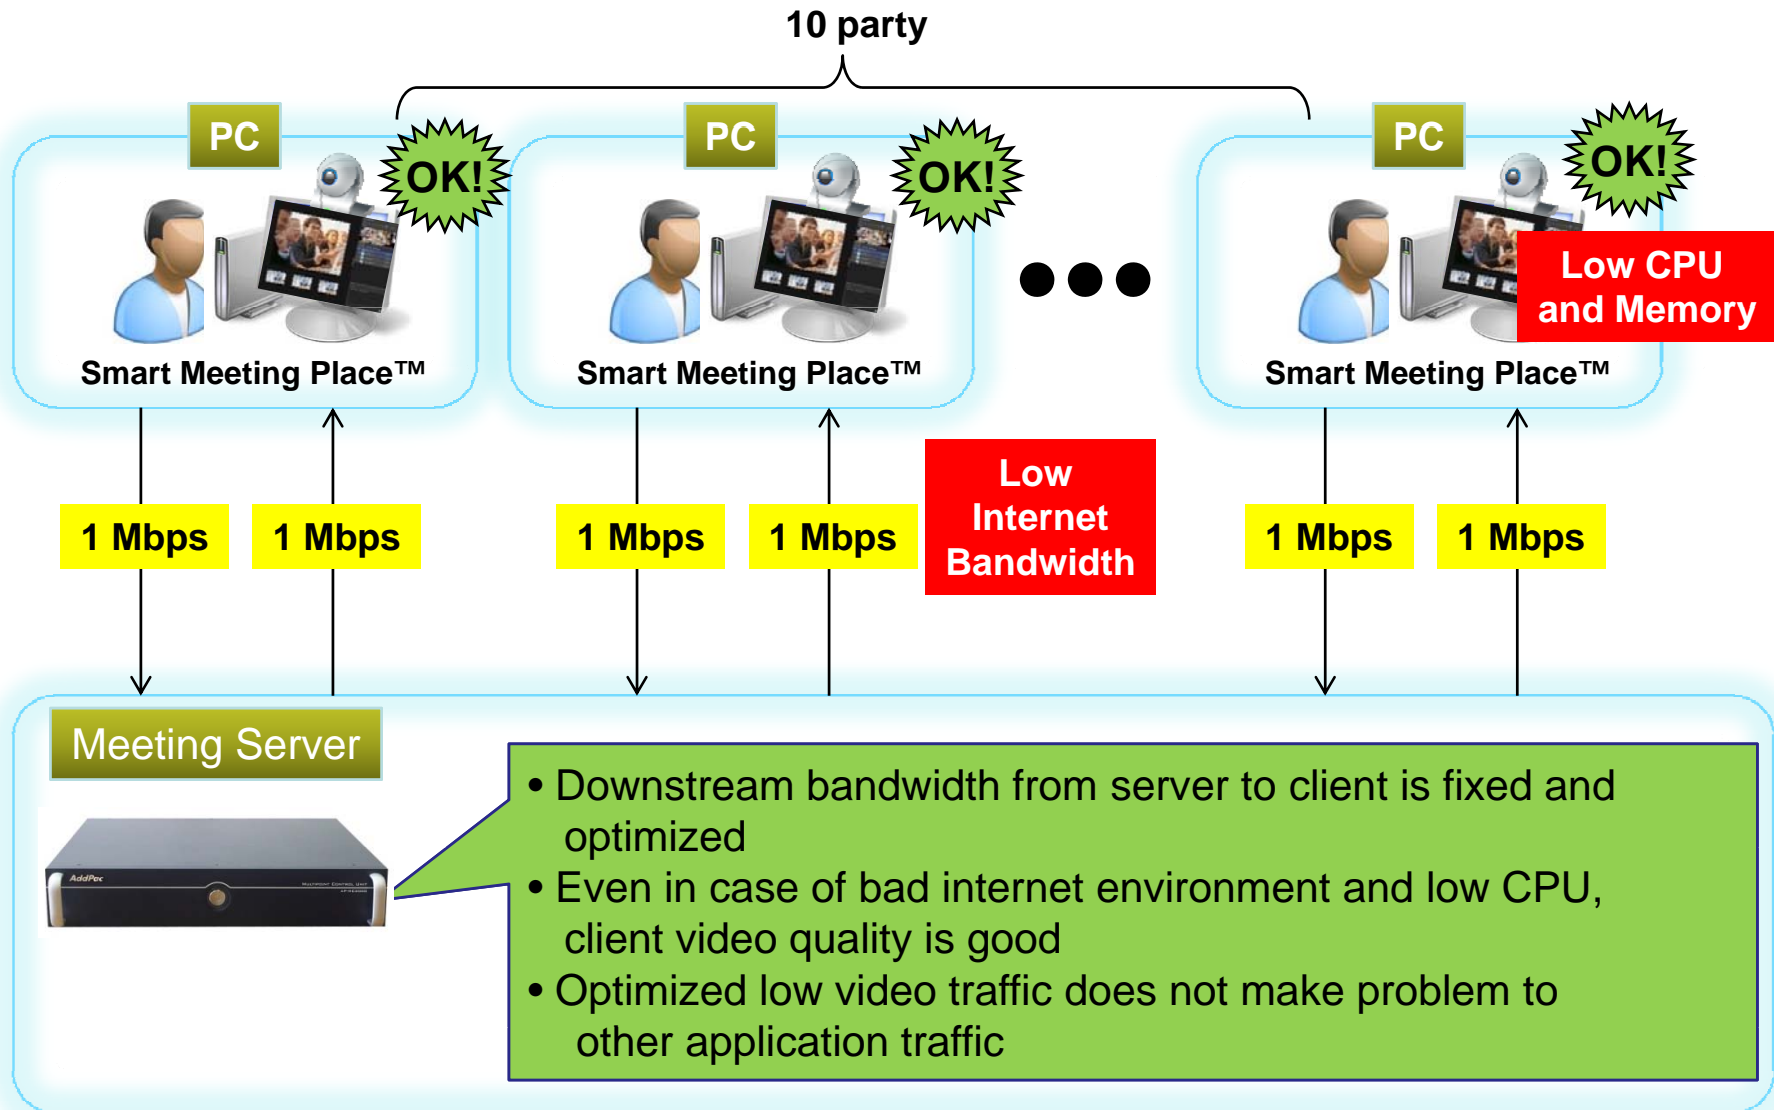 10 party
PC
OK!
PC
OK!
PC
OK!
Low CPU
and Memory
Smart Meeting Place™
Smart Meeting Place™
Smart Meeting Place™
Low
Internet
Bandwidth
1 Mbps
1 Mbps
1 Mbps
1 Mbps
1 Mbps
1 Mbps
Meeting Server
AddPac
MULTIPOINT CONTROL UNIT
• Downstream bandwidth from server to client is fixed and
optimized
• Even in case of bad internet environment and low CPU,
client video quality is good
• Optimized low video traffic does not make problem to
other application traffic